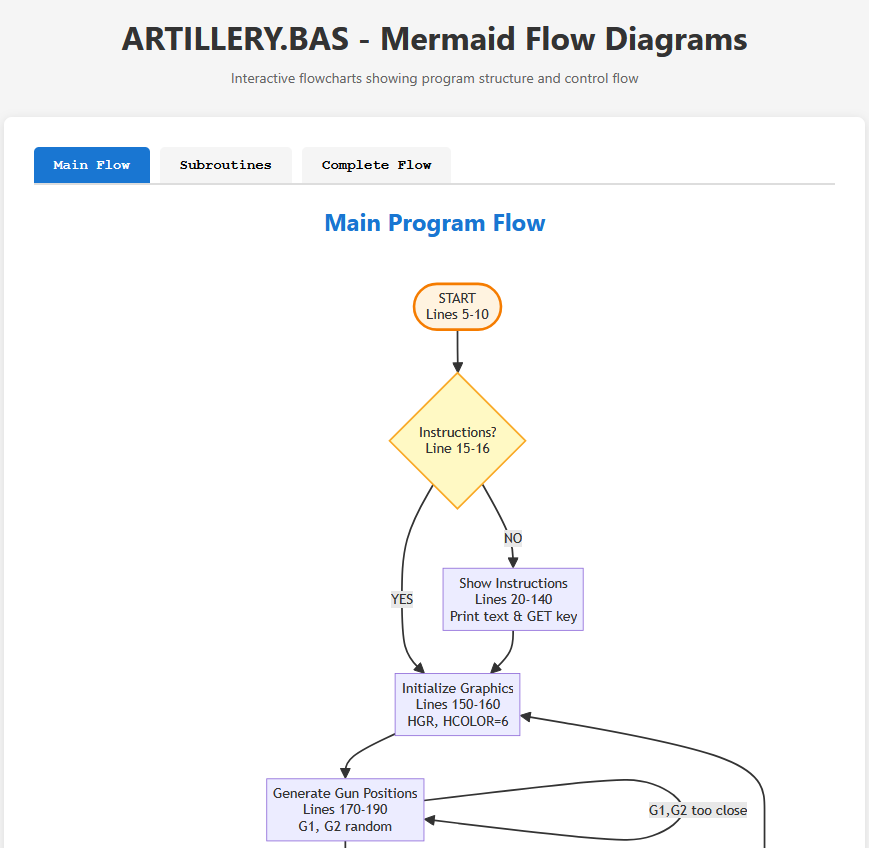 ARTILLERY.BAS - Mermaid Flow Diagrams
Interactive flowcharts showing program structure and control flow
Main Flow
Subroutines
Complete Flow
Main Program Flow
START
Lines 5-10
Instructions?
Line 15-16
NO
Show Instructions
Lines 20-140
Print text & GET key
YES
Initialize Graphics
Lines 150-160
HGR, HCOLOR=6
Generate Gun Positions
Lines 170-190
G1, G2 random
G1,G2 too close